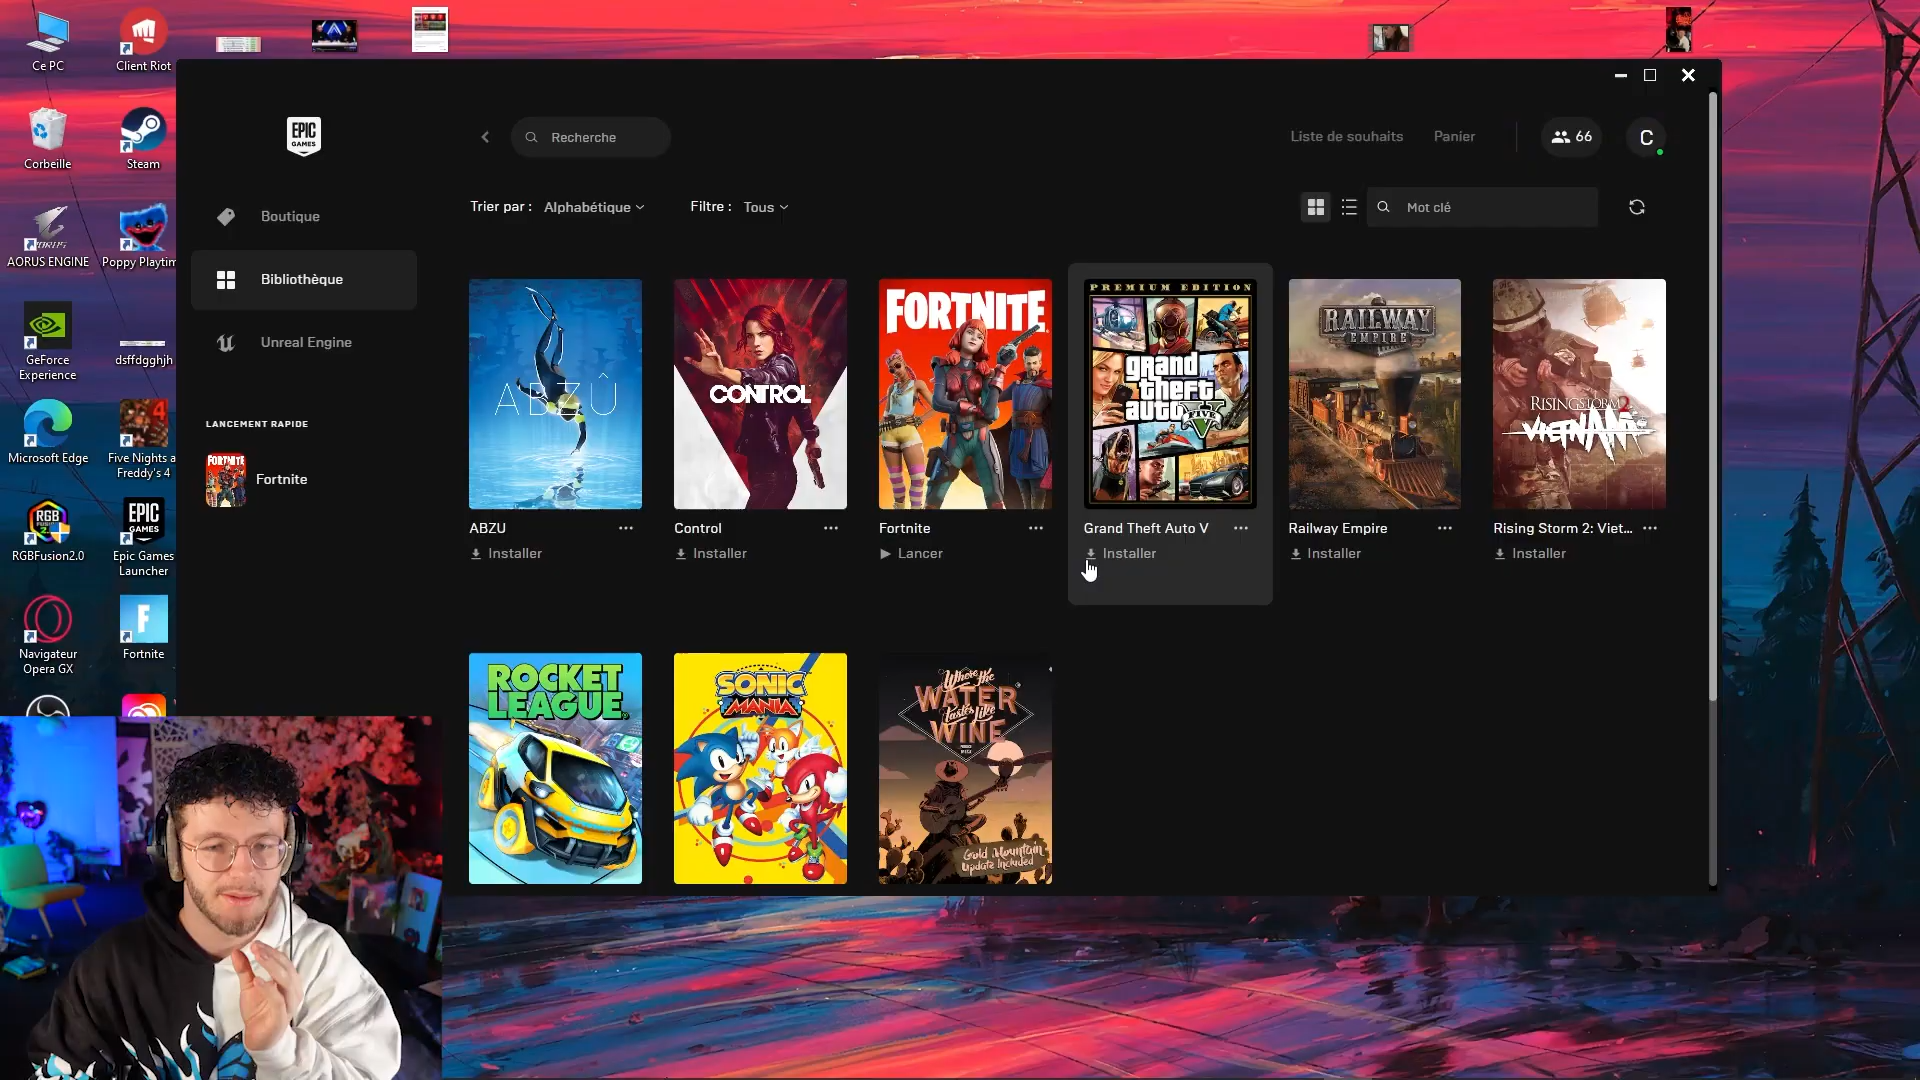 Ce PC
Client Riot
Corbeille
Steam
AORUS ENGINE
Poppy Playtim
GeForce
Experience
dsffdgghjh
Microsoft Edge
Five Nights a
Freddy's 4
RGBFusion2.0
Epic Games
Launcher
Navigateur
Opera GX
Fortnite
EPIC
GAMES
Recherche
Liste de souhaits
Panier
66
C
Boutique
Bibliothèque
Unreal Engine
LANCEMENT RAPIDE
FORTNITE
Fortnite
Trier par : Alphabétique
Filtre : Tous
Mot clé
ABZÛ
ABZU
Installer
CONTROL
Control
Installer
FORTNITE
Fortnite
Lancer
PREMIUM EDITION
grand
theft
auto
FIVE
Grand Theft Auto V
Installer
RAILWAY
EMPIRE
Railway Empire
Installer
RISING STORM 2
VIETNAM
Rising Storm 2: Viet...
Installer
ROCKET
LEAGUE
SONIC
MANIA
Where the
WATER
tastes Like
WINE
Gold Mountain
Update Included